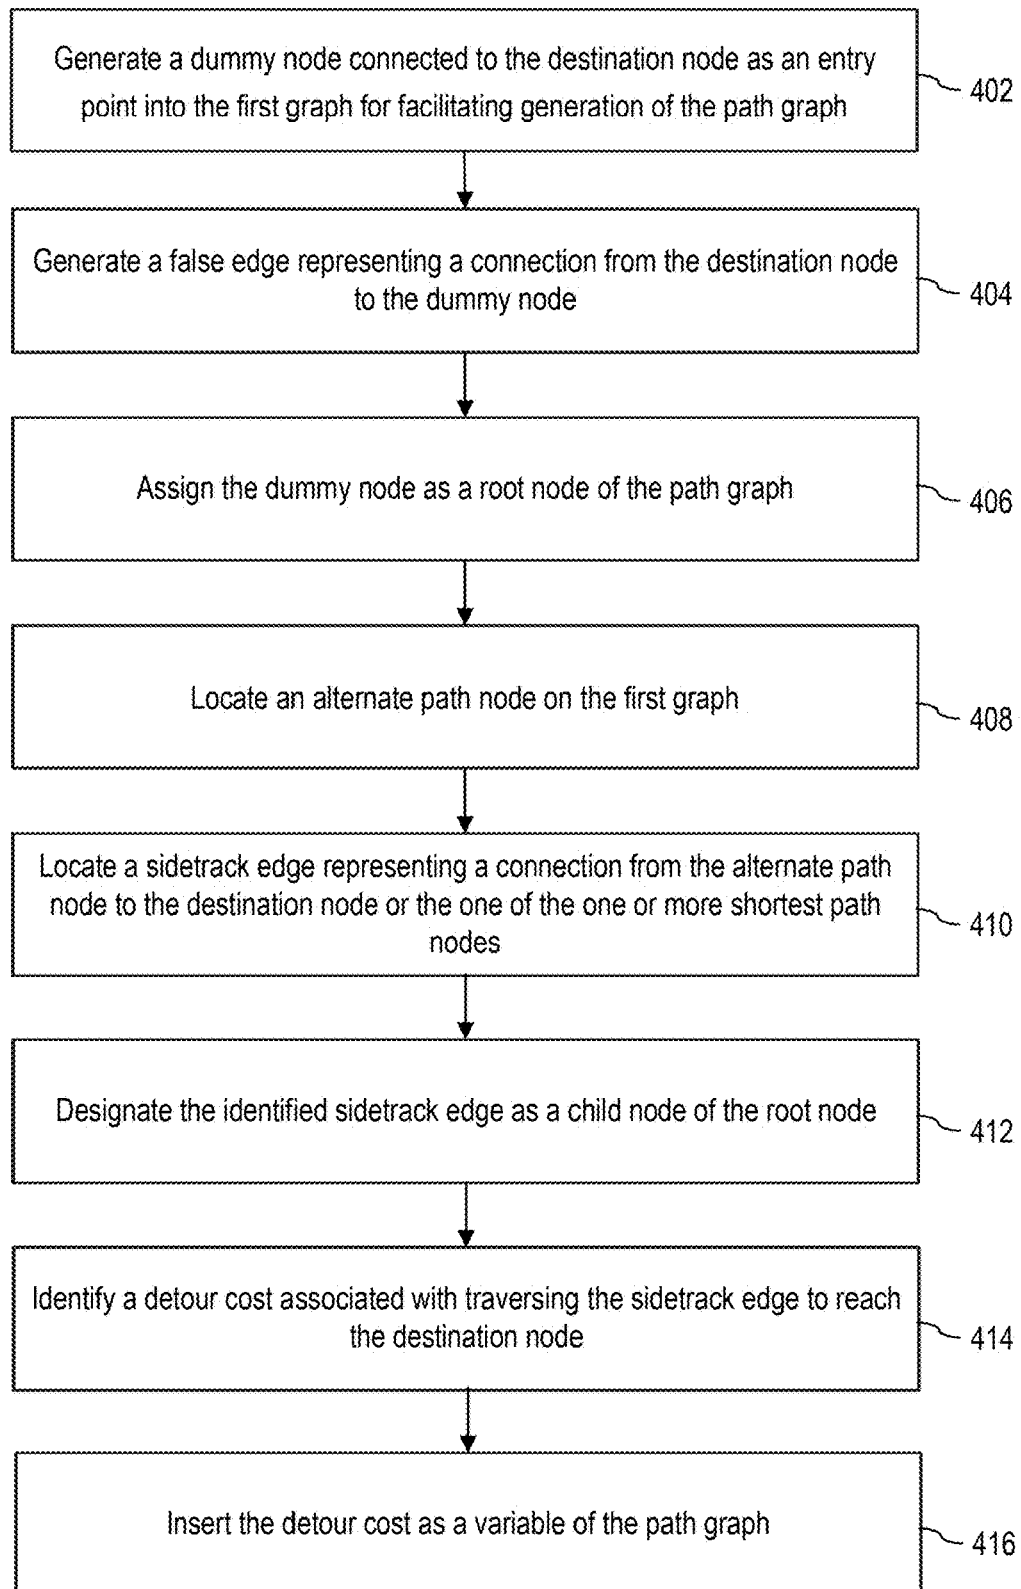 Generate a dummy node connected to the destination node as an entry
point into the first graph for facilitating generation of the path graph
402
Generate a false edge representing a connection from the destination node
to the dummy node
404
Assign the dummy node as a root node of the path graph
406
Locate an alternate path node on the first graph
408
Locate a sidetrack edge representing a connection from the alternate path
node to the destination node or the one of the one or more shortest path
nodes
410
Designate the identified sidetrack edge as a child node of the root node
412
Identify a detour cost associated with traversing the sidetrack edge to reach
the destination node
414
Insert the detour cost as a variable of the path graph
416